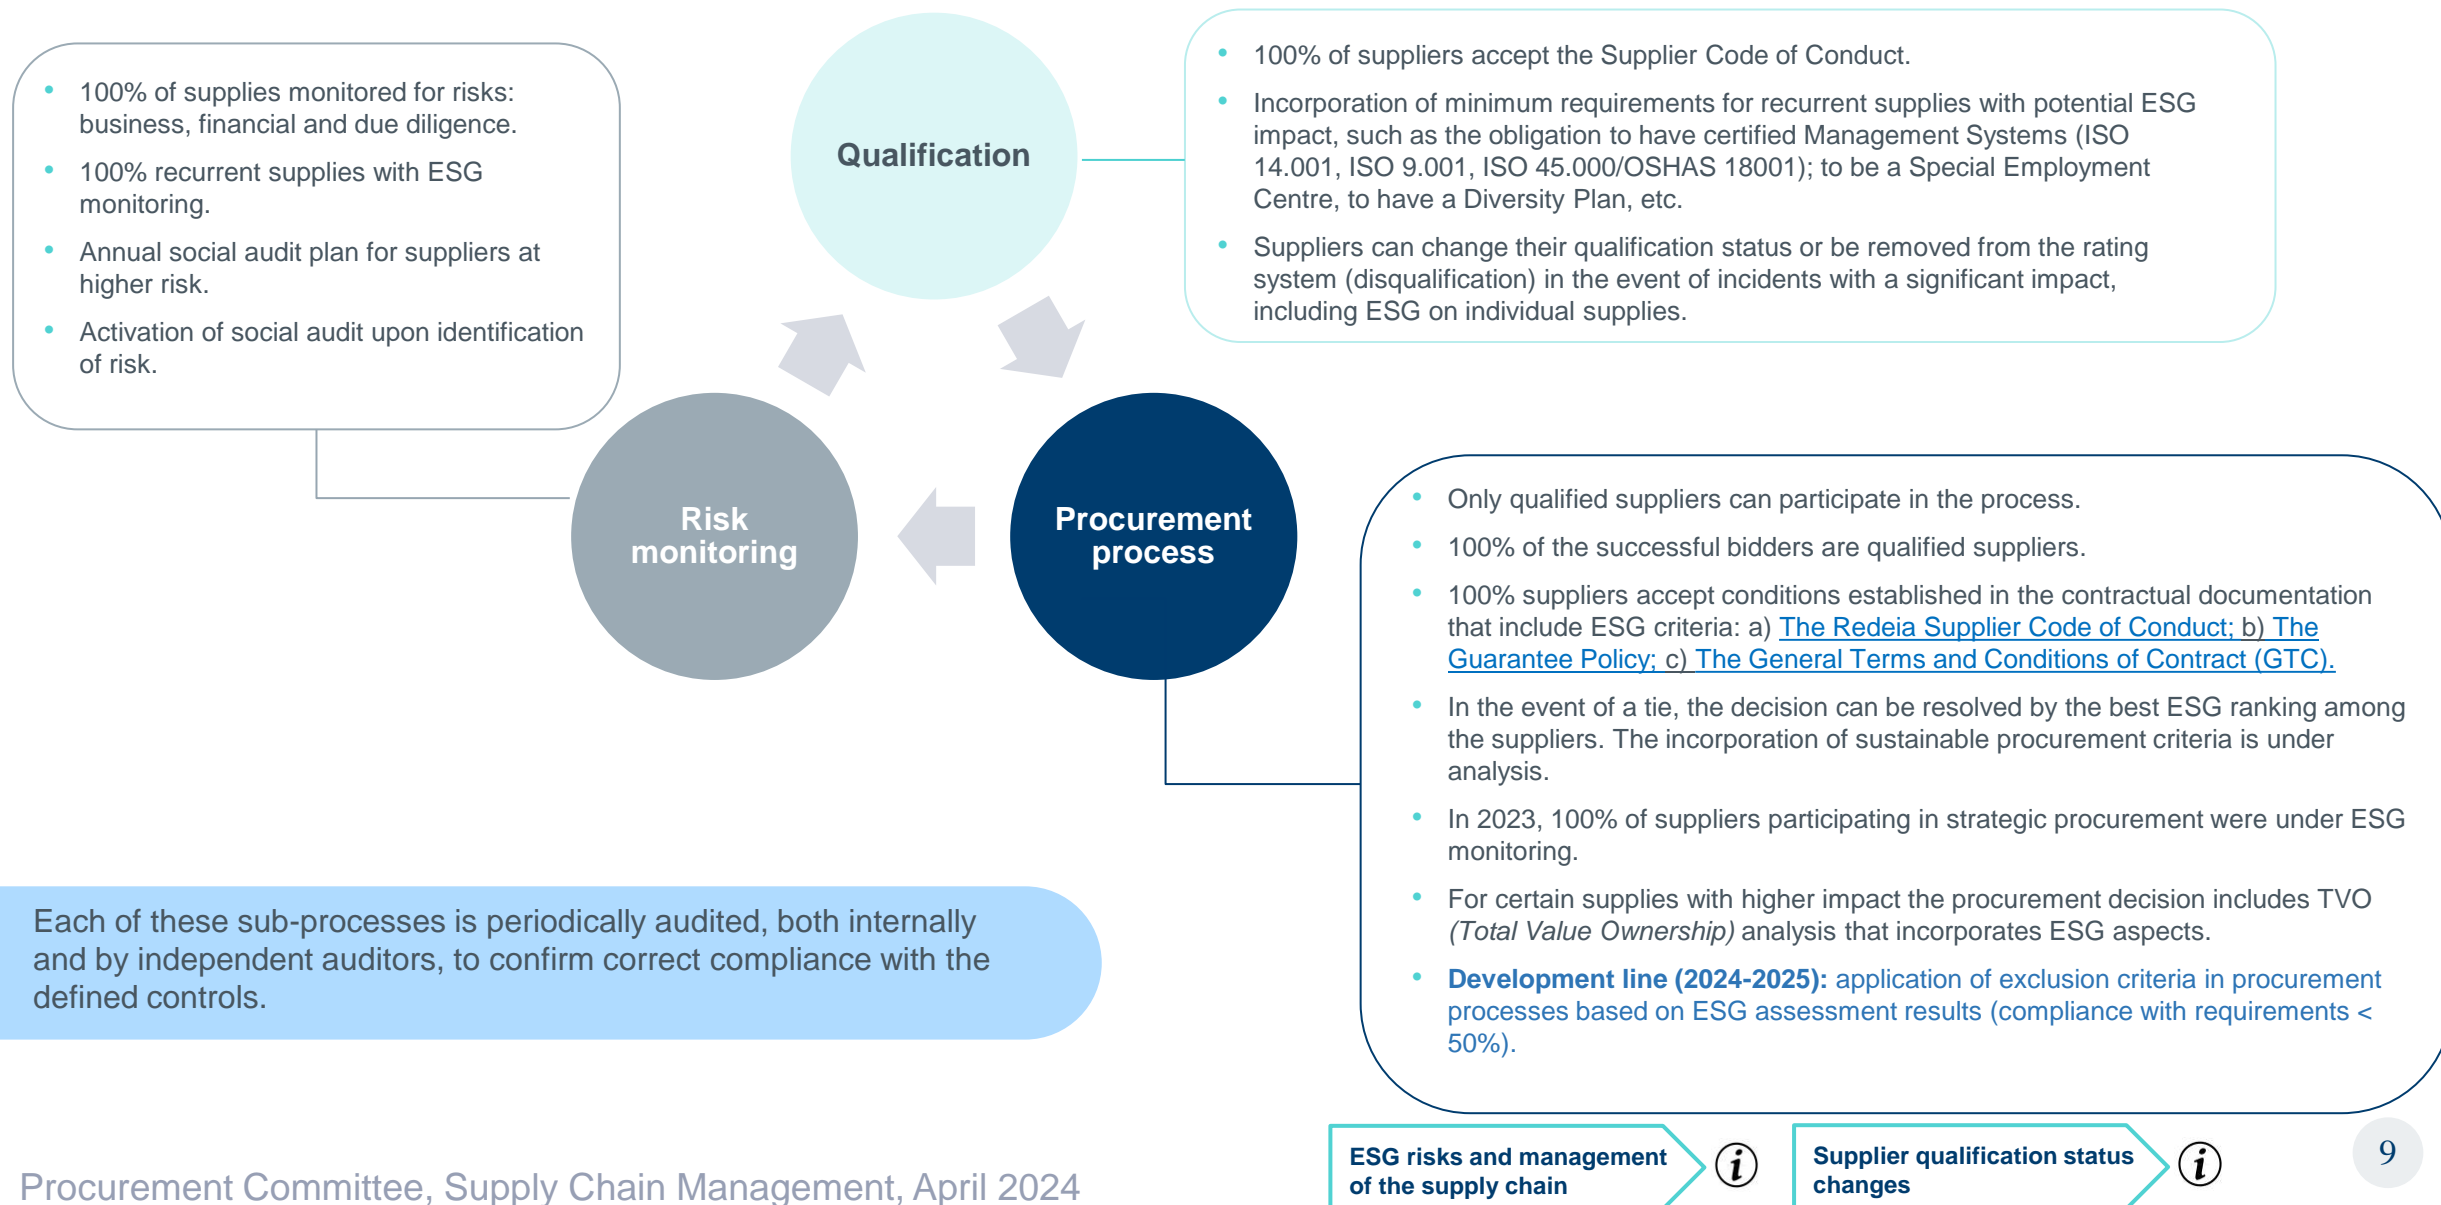 • 100% of supplies monitored for risks:
business, financial and due diligence.
• 100% recurrent supplies with ESG
monitoring.
• Annual social audit plan for suppliers at
higher risk.
• Activation of social audit upon identification
of risk.
Qualification
• 100% of suppliers accept the Supplier Code of Conduct.
• Incorporation of minimum requirements for recurrent supplies with potential ESG
impact, such as the obligation to have certified Management Systems (ISO
14.001, ISO 9.001, ISO 45.000/OSHAS 18001); to be a Special Employment
Centre, to have a Diversity Plan, etc.
• Suppliers can change their qualification status or be removed from the rating
system (disqualification) in the event of incidents with a significant impact,
including ESG on individual supplies.
Risk
monitoring
Procurement
process
• Only qualified suppliers can participate in the process.
• 100% of the successful bidders are qualified suppliers.
• 100% suppliers accept conditions established in the contractual documentation
that include ESG criteria: a) The Redeia Supplier Code of Conduct; b) The
Guarantee Policy; c) The General Terms and Conditions of Contract (GTC).
• In the event of a tie, the decision can be resolved by the best ESG ranking among
the suppliers. The incorporation of sustainable procurement criteria is under
analysis.
• In 2023, 100% of suppliers participating in strategic procurement were under ESG
monitoring.
• For certain supplies with higher impact the procurement decision includes TVO
(Total Value Ownership) analysis that incorporates ESG aspects.
• Development line (2024-2025): application of exclusion criteria in procurement
processes based on ESG assessment results (compliance with requirements <
50%).
Each of these sub-processes is periodically audited, both internally
and by independent auditors, to confirm correct compliance with the
defined controls.
Procurement Committee, Supply Chain Management, April 2024
ESG risks and management
of the supply chain
i
Supplier qualification status
changes
i
9